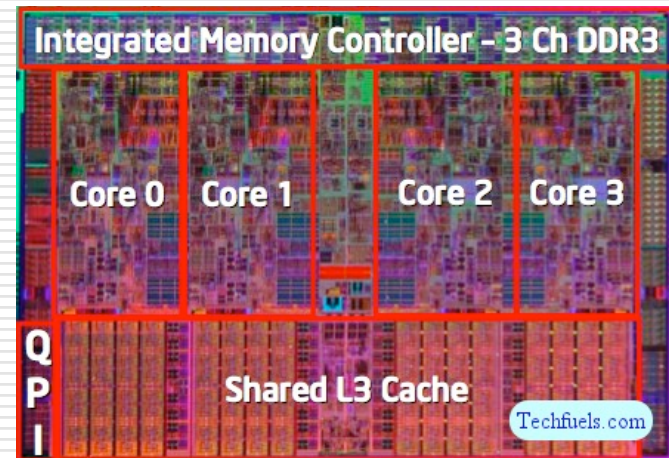 Integrated Memory Controller – 3 Ch DDR3
Core 0
Core 1
Core 2
Core 3
QPI
Shared L3 Cache
Techfuels.com